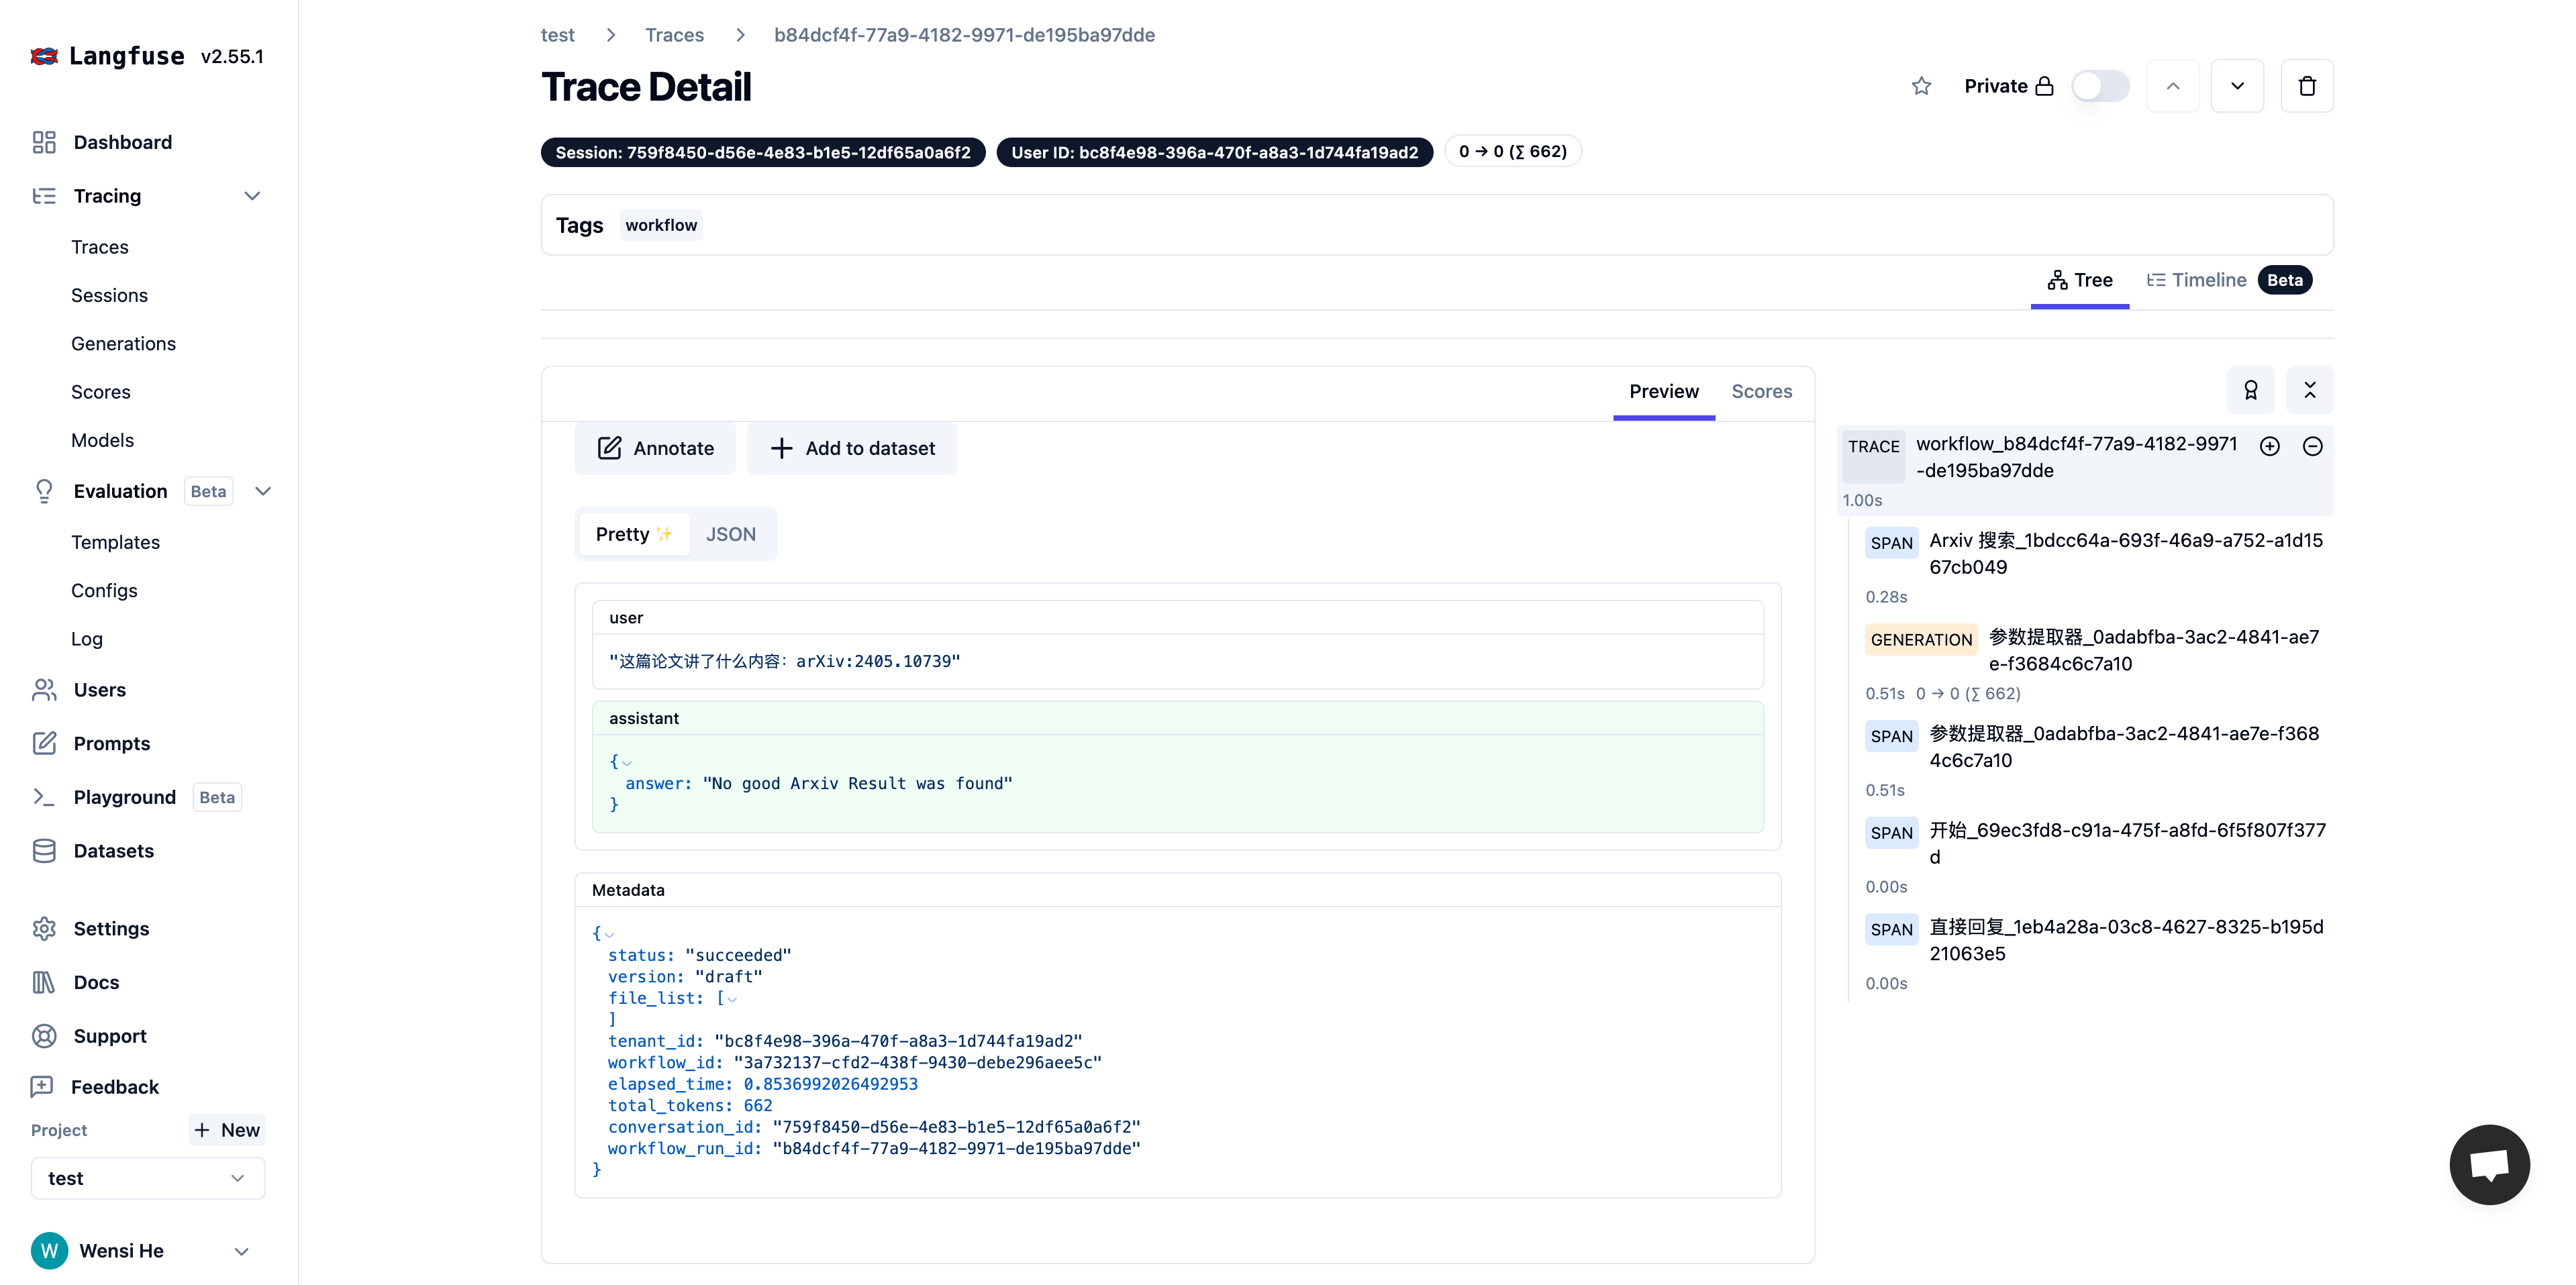 Langfuse v2.55.1
Dashboard
Tracing
Traces
Sessions
Generations
Scores
Models
Evaluation Beta
Templates
Configs
Log
Users
Prompts
Playground Beta
Datasets
Settings
Docs
Support
Feedback
Project + New
test
W Wensi He
test > Traces > b84dcf4f-77a9-4182-9971-de195ba97dde
Trace Detail
Private
Session: 759f8450-d56e-4e83-b1e5-12df65a0a6f2 User ID: bc8f4e98-396a-470f-a8a3-1d744fa19ad2 0 → 0 (∑ 662)
Tags workflow
Tree Timeline Beta
Preview Scores
Annotate + Add to dataset
Pretty✨ JSON
user
"这篇论文讲了什么内容：arXiv:2405.10739"
assistant
{
answer: "No good Arxiv Result was found"
}
Metadata
{
status: "succeeded"
version: "draft"
file_list: [
]
tenant_id: "bc8f4e98-396a-470f-a8a3-1d744fa19ad2"
workflow_id: "3a732137-cfd2-438f-9430-debe296aee5c"
elapsed_time: 0.8536992026492953
total_tokens: 662
conversation_id: "759f8450-d56e-4e83-b1e5-12df65a0a6f2"
workflow_run_id: "b84dcf4f-77a9-4182-9971-de195ba97dde"
}
TRACE workflow_b84dcf4f-77a9-4182-9971
-de195ba97dde
1.00s
SPAN Arxiv 搜索_1bdcc64a-693f-46a9-a752-a1d15
67cb049
0.28s
GENERATION 参数提取器_0adabfba-3ac2-4841-ae7
e-f3684c6c7a10
0.51s 0 → 0 (∑ 662)
SPAN 参数提取器_0adabfba-3ac2-4841-ae7e-f368
4c6c7a10
0.51s
SPAN 开始_69ec3fd8-c91a-475f-a8fd-6f5f807f377
d
0.00s
SPAN 直接回复_1eb4a28a-03c8-4627-8325-b195d
21063e5
0.00s